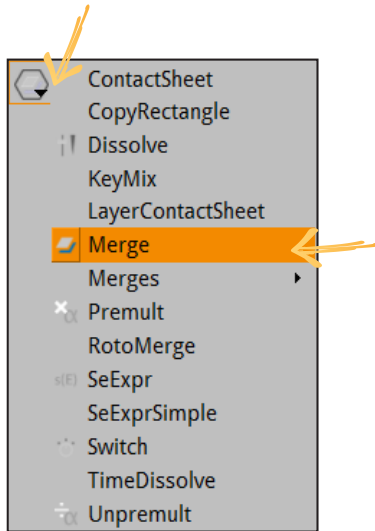 ContactSheet
CopyRectangle
Dissolve
KeyMix
LayerContactSheet
Merge
Merges
Premult
RotoMerge
s(E) SeExpr
SeExprSimple
Switch
TimeDissolve
Unpremult